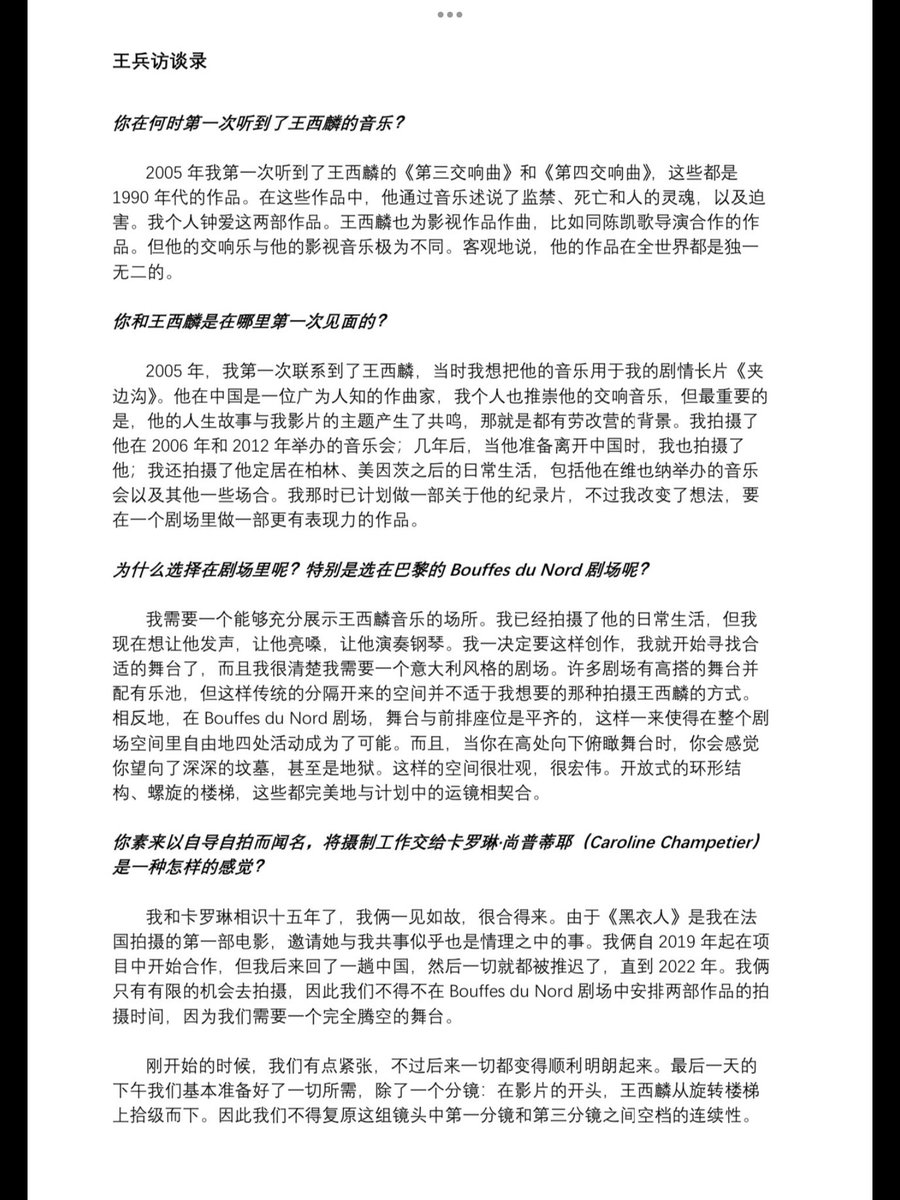 王兵访谈录
你在何时第一次听到了王西麟的音乐？
2005 年我第一次听到了王西麟的《第三交响曲》和《第四交响曲》，这些都是
1990 年代的作品。在这些作品中，他通过音乐述说了监禁、死亡和人的灵魂，以及迫
害。我个人钟爱这两部作品。王西麟也为影视作品作曲，比如同陈凯歌导演合作的作
品。但他的交响乐与他的影视音乐极为不同。客观地说，他的作品在全世界都是独一
无二的。
你和王西麟是在哪里第一次见面的？
2005 年，我第一次联系到了王西麟，当时我想把他的音乐用于我的剧情长片《夹
边沟》。他在中国是一位广为人知的作曲家，我个人也推崇他的交响音乐，但最重要的
是，他的人生故事与我影片的主题产生了共鸣，那就是都有劳改营的背景。我拍摄了
他在 2006 年和 2012 年举办的音乐会；几年后，当他准备离开中国时，我也拍摄了
他；我还拍摄了他定居在柏林、美因茨之后的日常生活，包括他在维也纳举办的音乐
会以及其他一些场合。我那时已计划做一部关于他的纪录片，不过我改变了想法，要
在一个剧场里做一部更有表现力的作品。
为什么选择在剧场里呢？特别是选在巴黎的 Bouffes du Nord 剧场呢？
我需要一个能够充分展示王西麟音乐的场所。我已经拍摄了他的日常生活，但我
现在想让他发声，让他亮嗓，让他演奏钢琴。我一决定要这样创作，我就开始寻找合
适的舞台了，而且我很清楚我需要一个意大利风格的剧场。许多剧场有高搭的舞台并
配有乐池，但这样传统的分隔开来的空间并不适于我想要的那种拍摄王西麟的方式。
相反地，在 Bouffes du Nord 剧场，舞台与前排座位是平齐的，这样一来使得在整个剧
场空间里自由地四处活动成为了可能。而且，当你在高处向下俯瞰舞台时，你会感觉
你望向了深深的坟墓，甚至是地狱。这样的空间很壮观，很宏伟。开放式的环形结
构、螺旋的楼梯，这些都完美地与计划中的运镜相契合。
你素来以自导自拍而闻名，将摄制工作交给卡罗琳·尚普蒂耶（Caroline Champetier）
是一种怎样的感觉？
我和卡罗琳相识十五年了，我俩一见如故，很合得来。由于《黑衣人》是我在法
国拍摄的第一部电影，邀请她与我共事似乎也是情理之中的事。我俩自 2019 年起在项
目中开始合作，但我后来回了一趟中国，然后一切就都被推迟了，直到 2022 年。我俩
只有有限的机会去拍摄，因此我们不得不在 Bouffes du Nord 剧场中安排两部作品的拍
摄时间，因为我们需要一个完全腾空的舞台。
刚开始的时候，我们有点紧张，不过后来一切都变得顺利明朗起来。最后一天的
下午我们基本准备好了一切所需，除了一个分镜：在影片的开头，王西麟从旋转楼梯
上拾级而下。因此我们不得复原这组镜头中第一分镜和第三分镜之间空档的连续性。